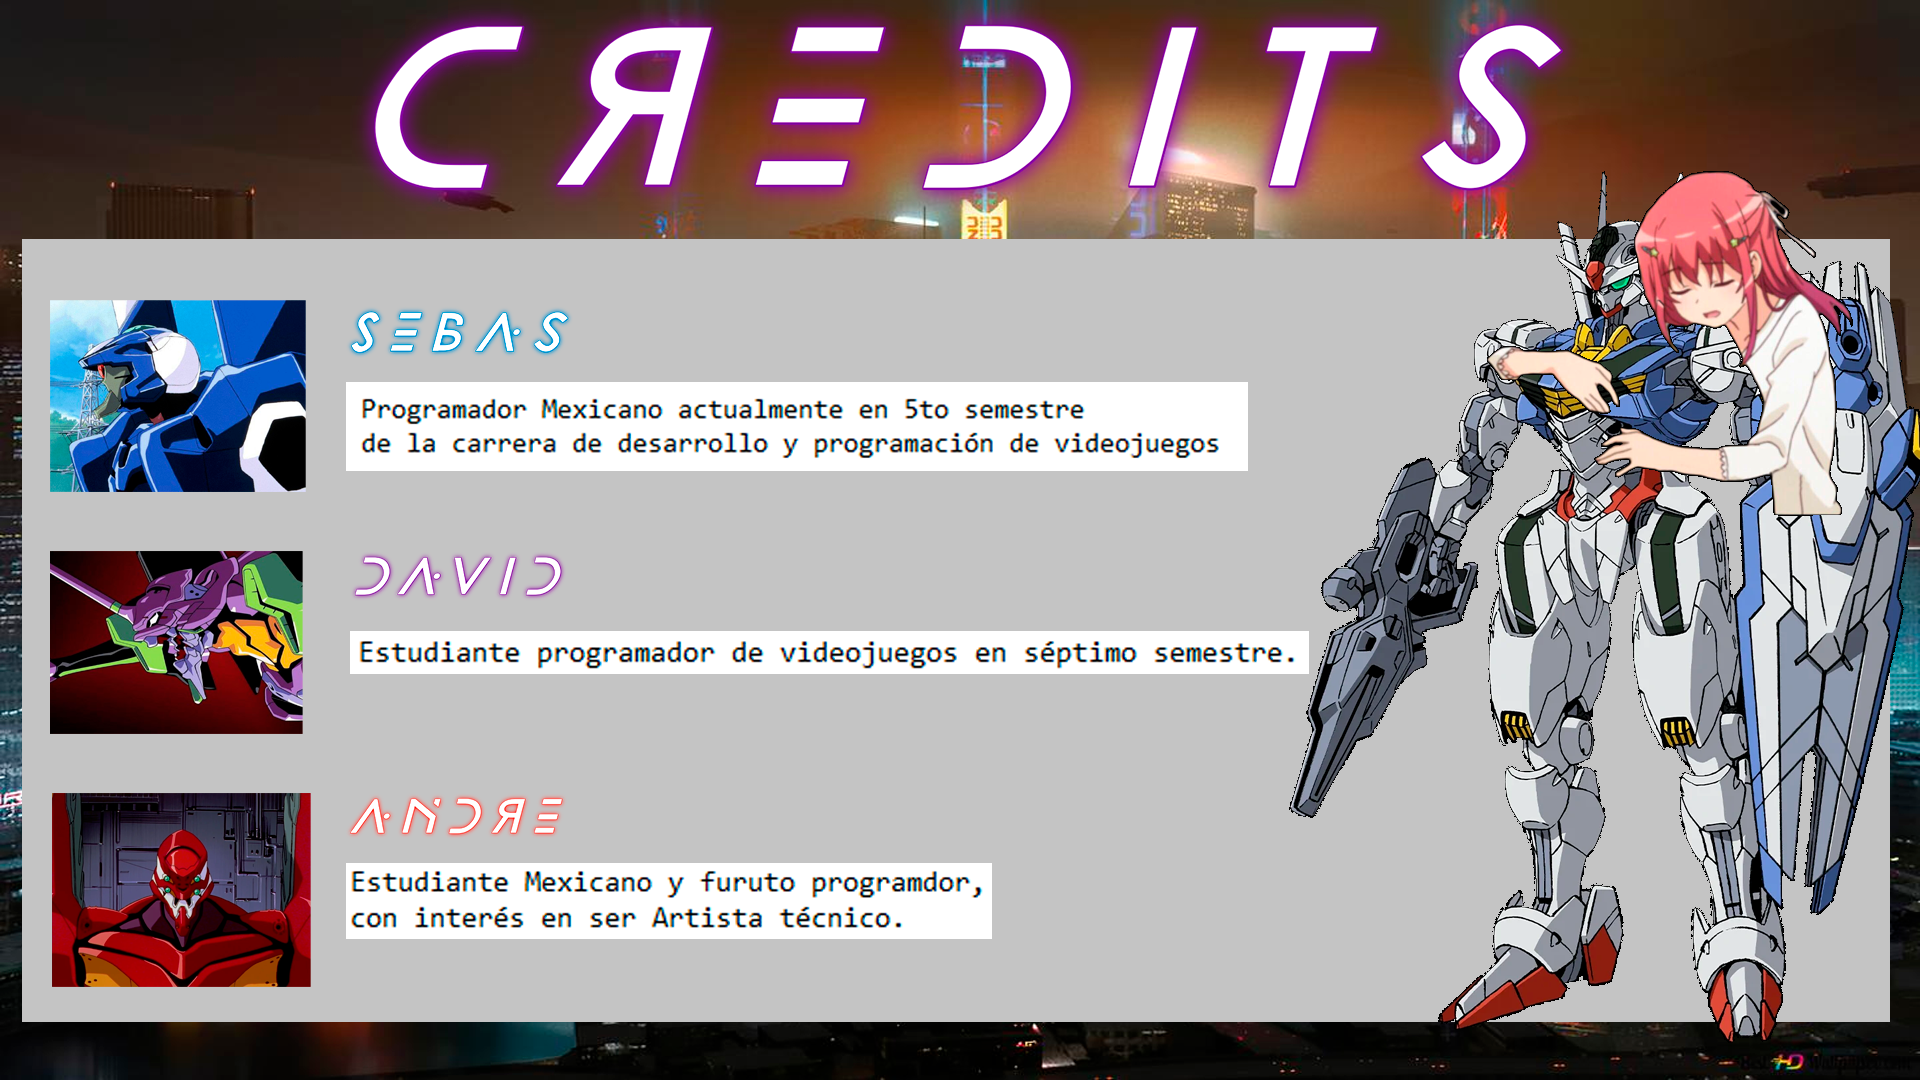 CREDITS
SEBAS
Programador Mexicano actualmente en 5to semestre
de la carrera de desarrollo y programación de videojuegos
DAVID
Estudiante programador de videojuegos en séptimo semestre.
ANDRE
Estudiante Mexicano y furuto programdor,
con interés en ser Artista técnico.
HD